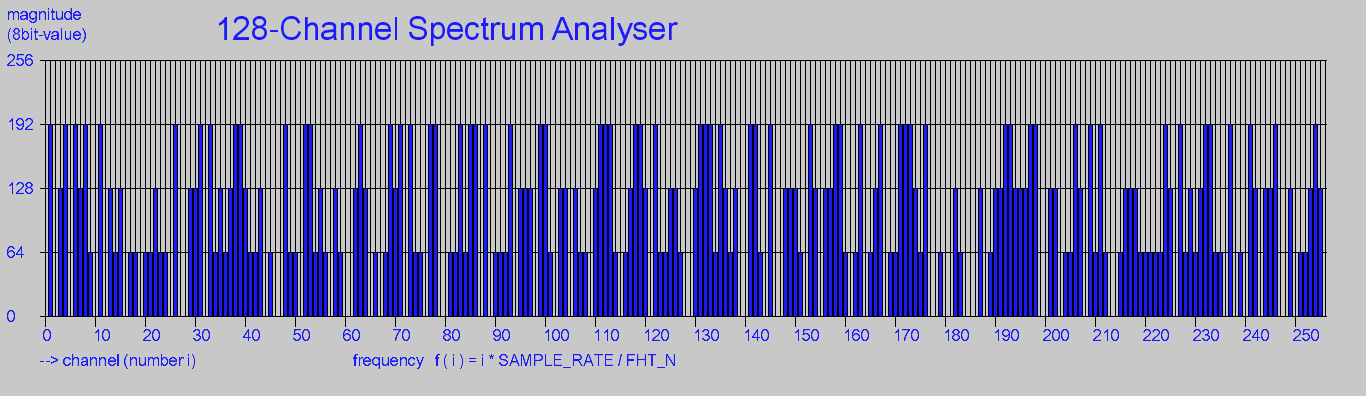 magnitude
(8bit-value)
128-Channel Spectrum Analyser
256
192
128
64
0
0 10 20 30 40 50 60 70 80 90 100 110 120 130 140 150 160 170 180 190 200 210 220 230 240 250
--> channel (number i)
frequency f ( i ) = i * SAMPLE_RATE / FHT_N